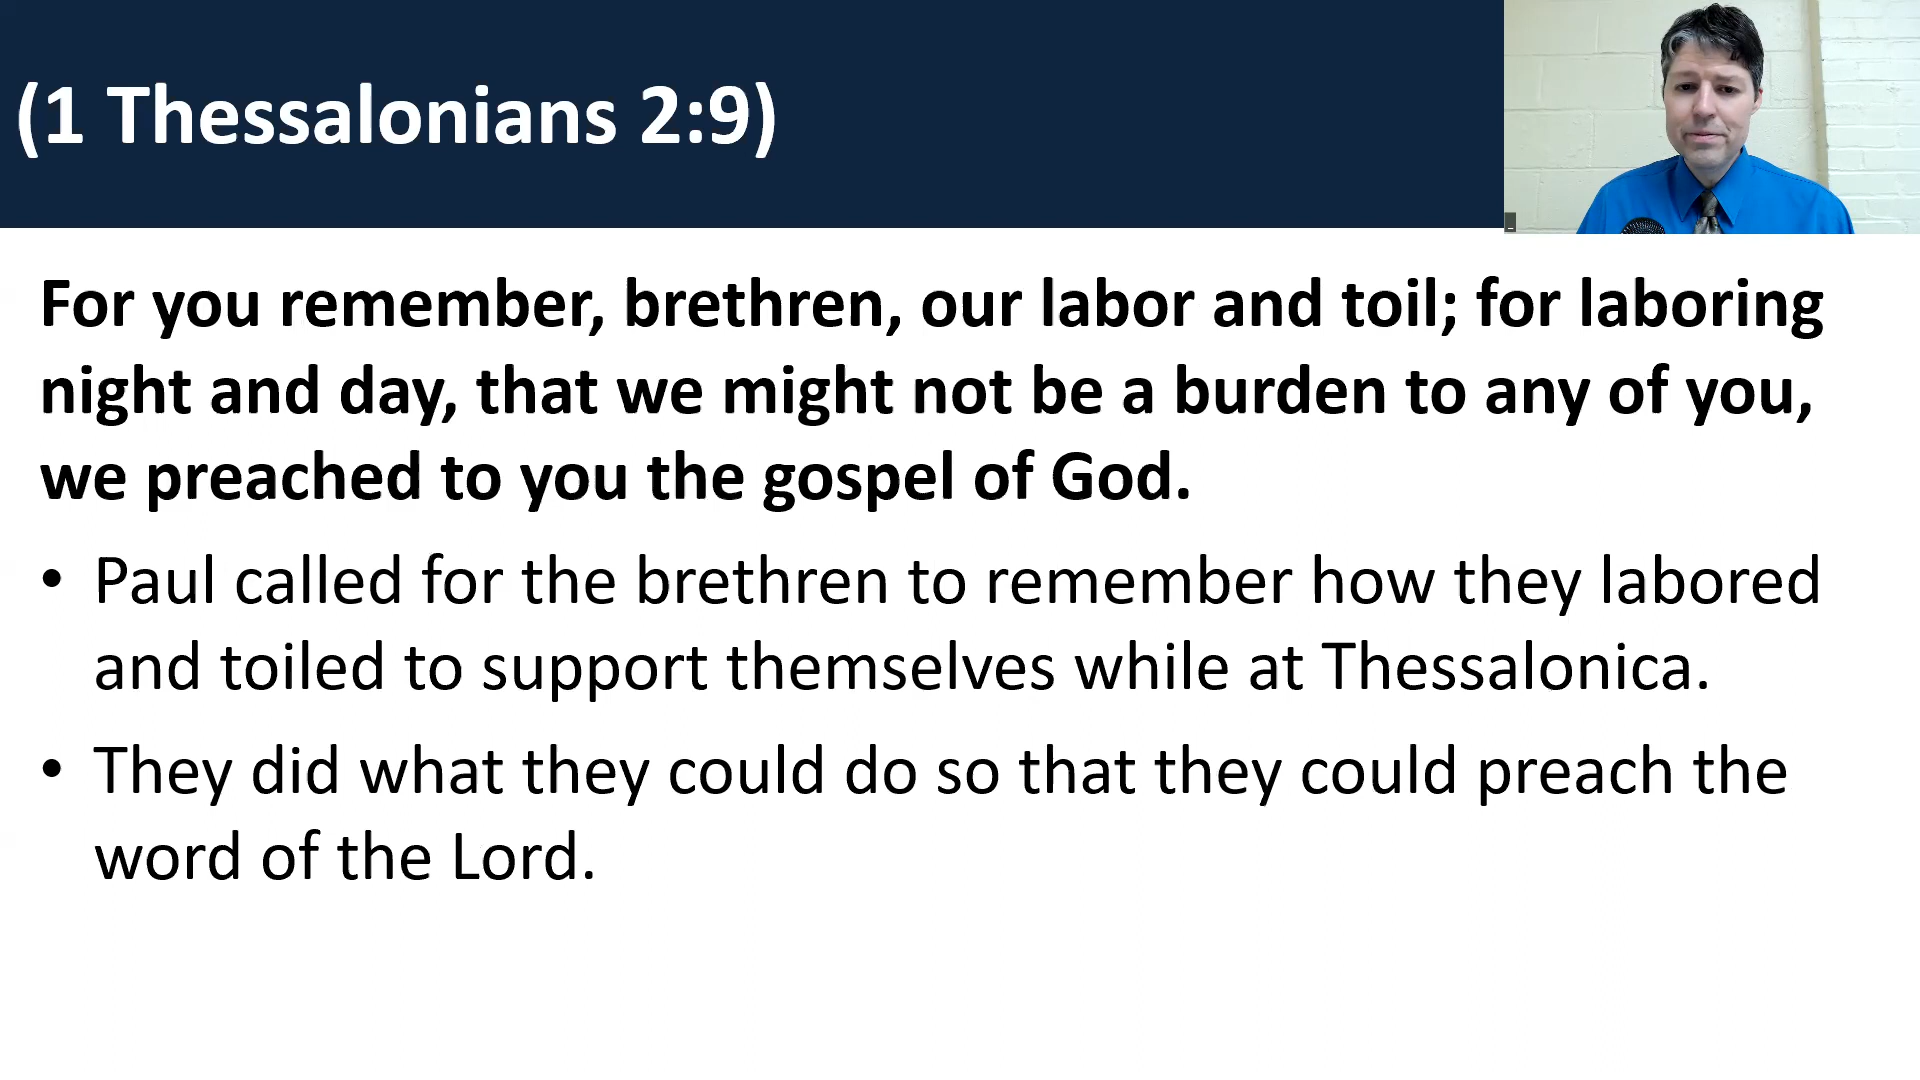 (1 Thessalonians 2:9)
For you remember, brethren, our labor and toil; for laboring
night and day, that we might not be a burden to any of you,
we preached to you the gospel of God.
• Paul called for the brethren to remember how they labored
and toiled to support themselves while at Thessalonica.
• They did what they could do so that they could preach the
word of the Lord.